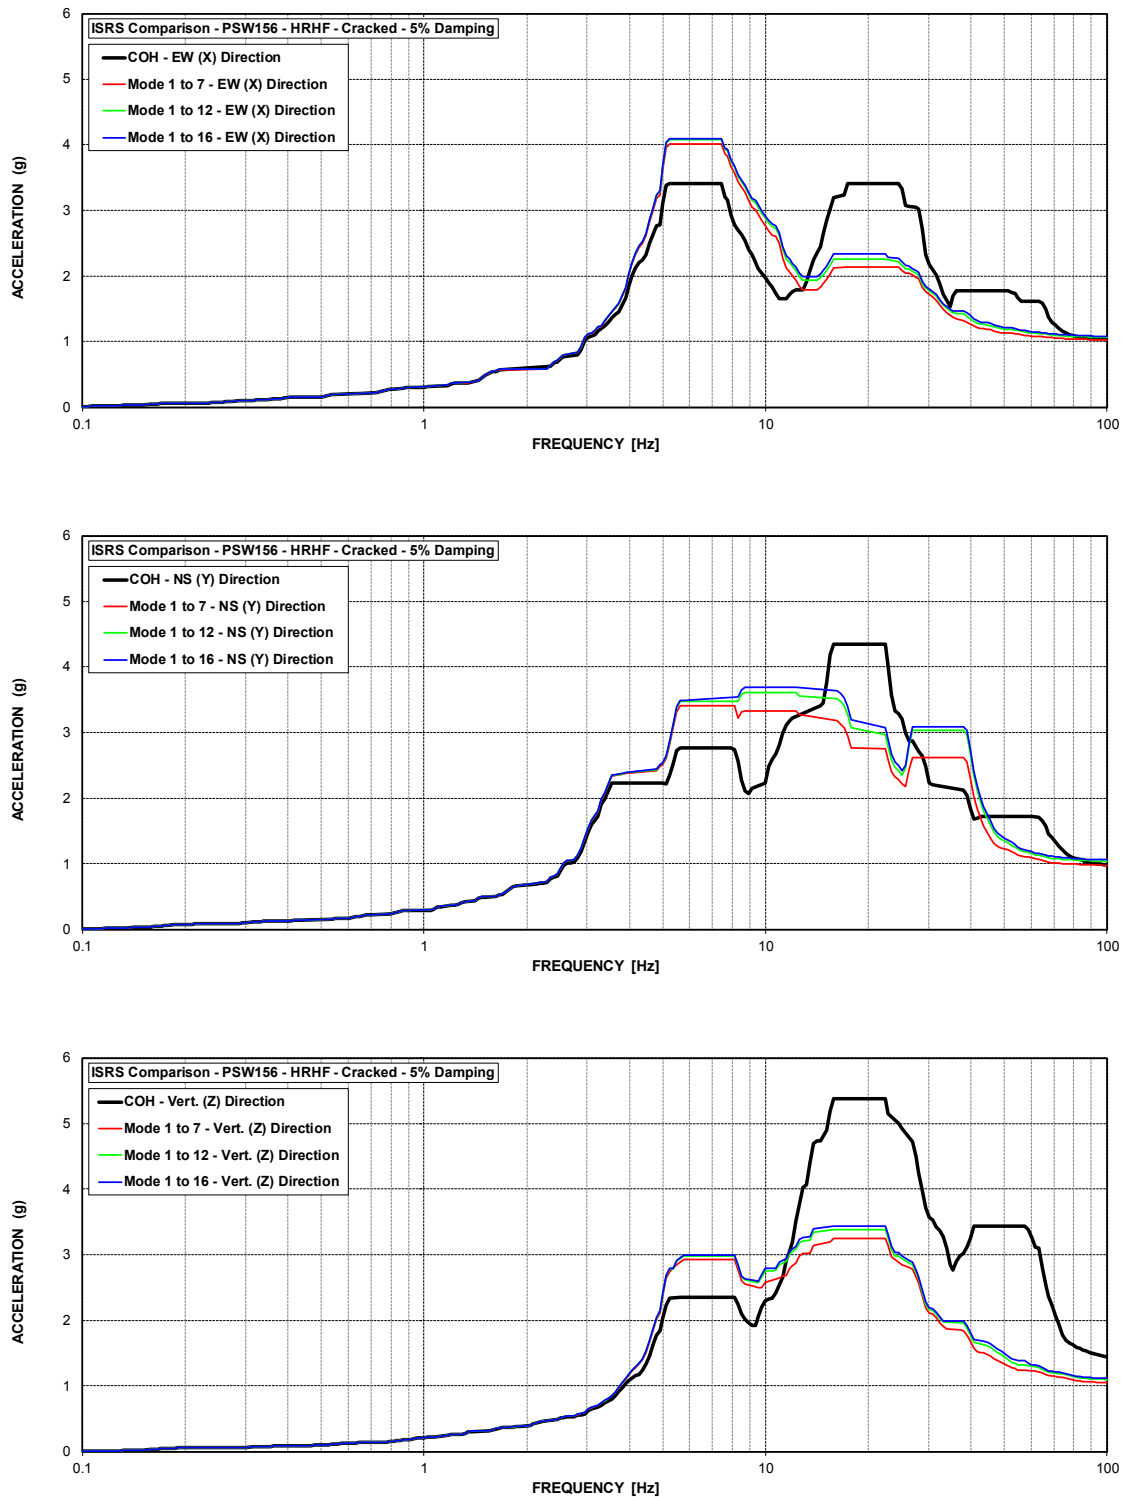 ISRS Comparison - PSW156 - HRHF - Cracked - 5% Damping
COH - EW (X) Direction
Mode 1 to 7 - EW (X) Direction
Mode 1 to 12 - EW (X) Direction
Mode 1 to 16 - EW (X) Direction
ACCELERATION (g)
6
5
4
3
2
1
0
0.1
1
10
100
FREQUENCY [Hz]
ISRS Comparison - PSW156 - HRHF - Cracked - 5% Damping
COH - NS (Y) Direction
Mode 1 to 7 - NS (Y) Direction
Mode 1 to 12 - NS (Y) Direction
Mode 1 to 16 - NS (Y) Direction
ACCELERATION (g)
6
5
4
3
2
1
0
0.1
1
10
100
FREQUENCY [Hz]
ISRS Comparison - PSW156 - HRHF - Cracked - 5% Damping
COH - Vert. (Z) Direction
Mode 1 to 7 - Vert. (Z) Direction
Mode 1 to 12 - Vert. (Z) Direction
Mode 1 to 16 - Vert. (Z) Direction
ACCELERATION (g)
6
5
4
3
2
1
0
0.1
1
10
100
FREQUENCY [Hz]